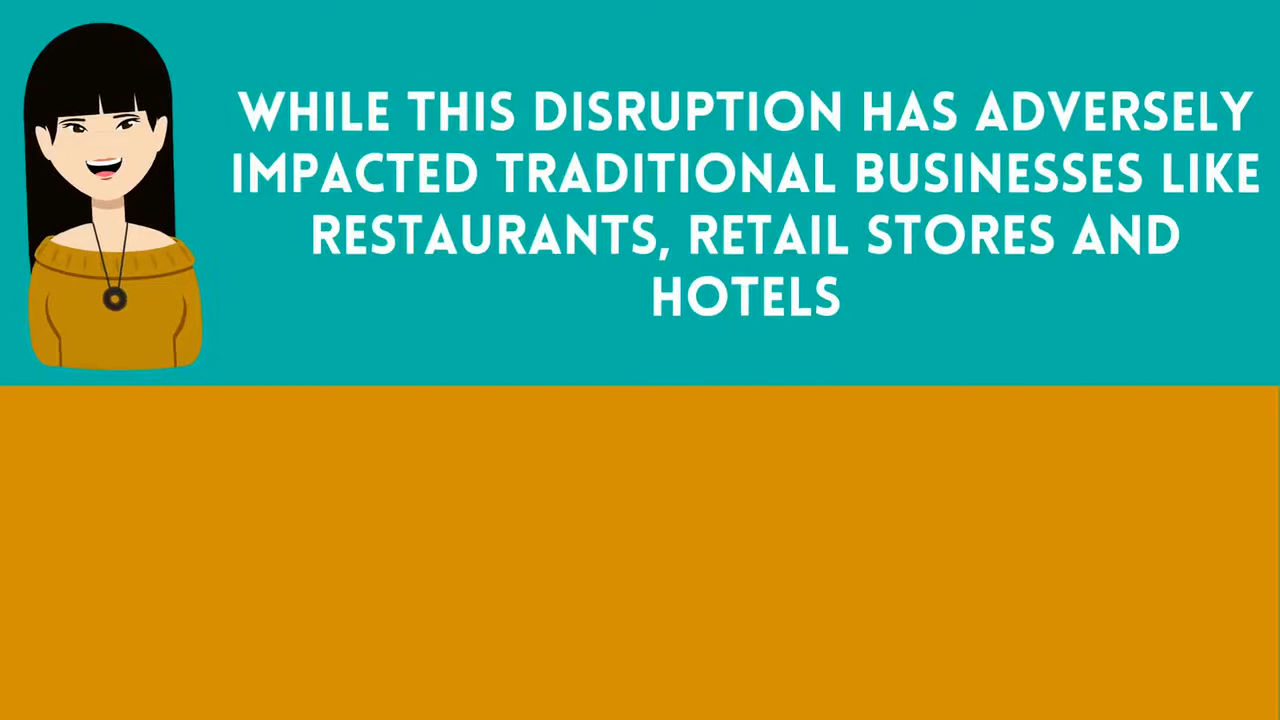 WHILE THIS DISRUPTION HAS ADVERSELY
IMPACTED TRADITIONAL BUSINESSES LIKE
RESTAURANTS, RETAIL STORES AND
HOTELS